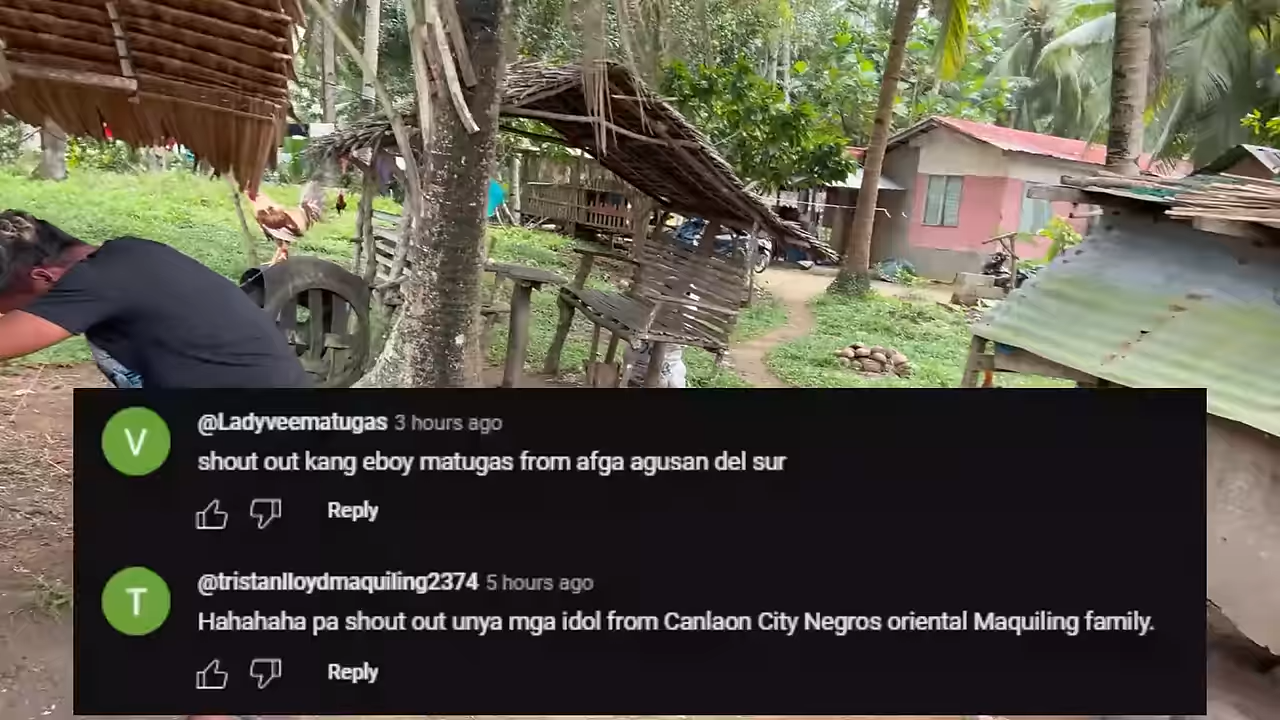 V
@Ladyveematugas 3 hours ago
shout out kang eboy matugas from afga agusan del sur
Reply
T
@tristanlloydmaquiling2374 5 hours ago
Hahahaha pa shout out unya mga idol from Canlaon City Negros oriental Maquiling family.
Reply